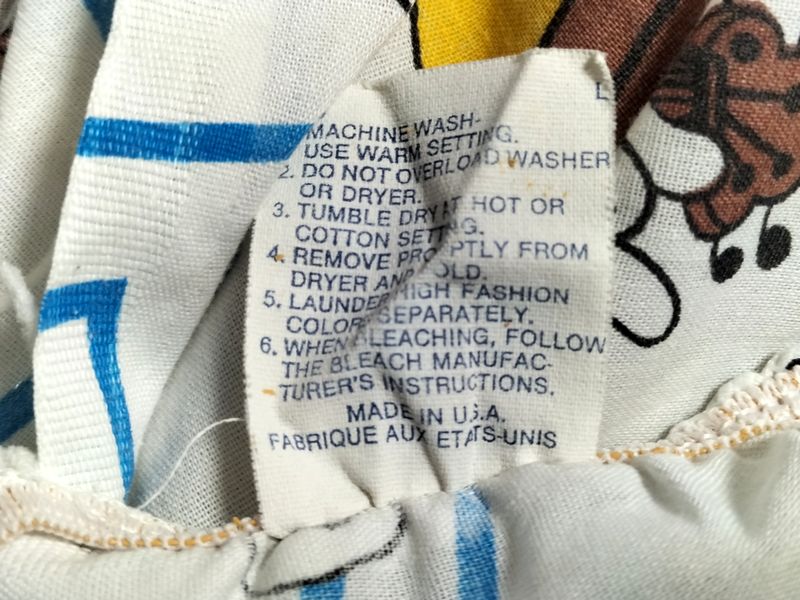 MACHINE WASH-
USE WARM SETTING.
2. DO NOT OVERLOAD WASHER
OR DRYER.
3. TUMBLE DRY AT HOT OR
COTTON SETTING.
4. REMOVE PROMPTLY FROM
DRYER AND FOLD.
5. LAUNDER HIGH FASHION
COLORS SEPARATELY.
6. WHEN BLEACHING, FOLLOW
THE BLEACH MANUFAC-
TURER'S INSTRUCTIONS.
MADE IN U.S.A.
FABRIQUE AUX ETATS-UNIS